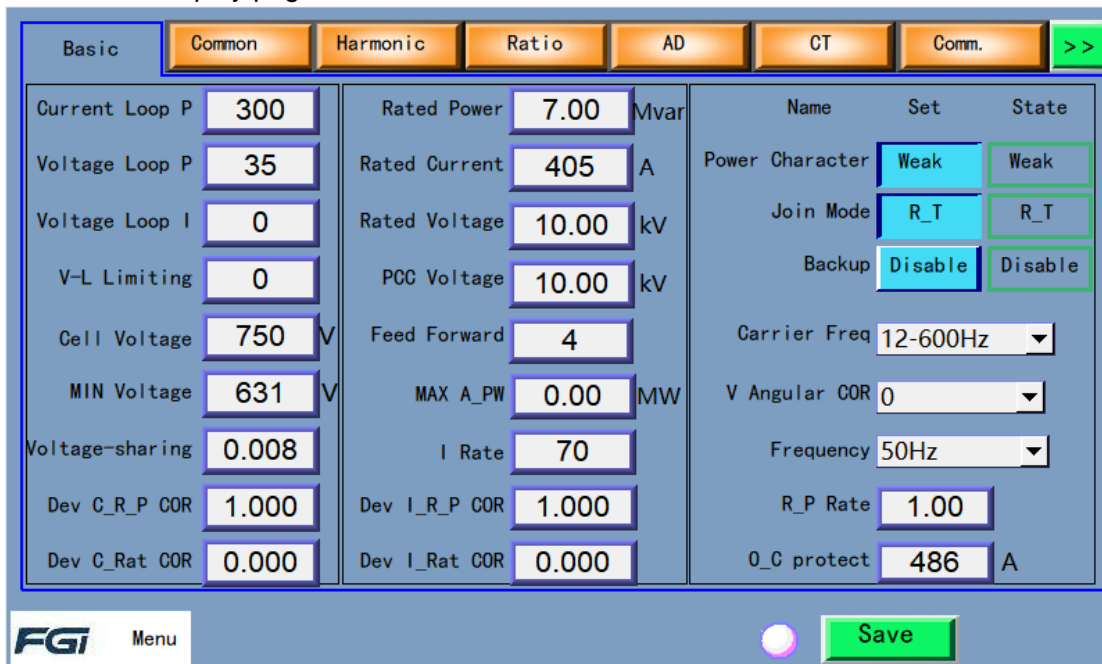 Basic Common Harmonic Ratio AD CT Comm. >>
Current Loop P 300 Rated Power 7.00 Mvar Name Set State
Voltage Loop P 35 Rated Current 405 A Power Character Weak Weak
Voltage Loop I 0 Rated Voltage 10.00 kV Join Mode R_T R_T
V-L Limiting 0 PCC Voltage 10.00 kV Backup Disable Disable
Cell Voltage 750 V Feed Forward 4 Carrier Freq 12-600Hz
MIN Voltage 631 V MAX A_PW 0.00 MW V Angular COR 0
Voltage-sharing 0.008 I Rate 70 Frequency 50Hz
Dev C_R_P COR 1.000 Dev I_R_P COR 1.000 R_P Rate 1.00
Dev C_Rat COR 0.000 Dev I_Rat COR 0.000 O_C protect 486 A
FGI Menu Save